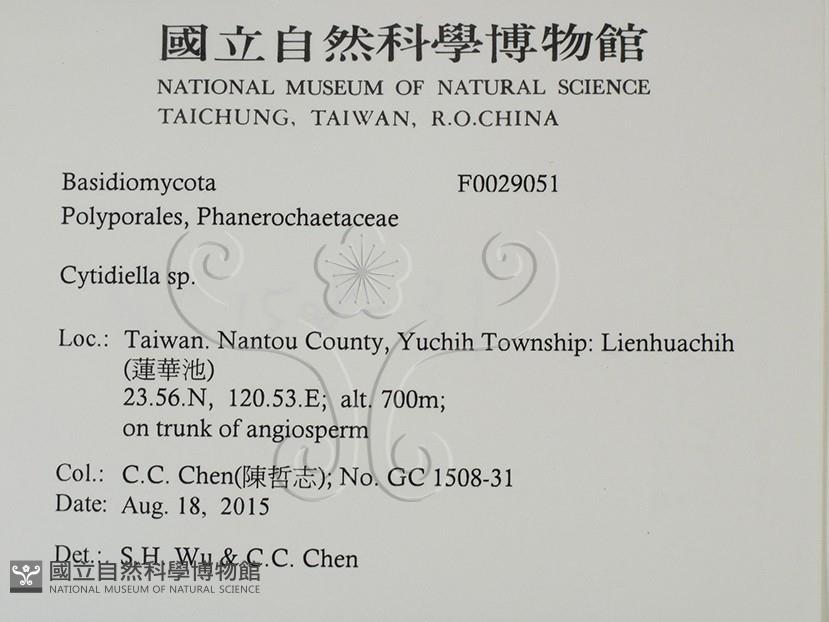 國立自然科學博物館
NATIONAL MUSEUM OF NATURAL SCIENCE
TAICHUNG, TAIWAN, R.O.CHINA
Basidiomycota F0029051
Polyporales, Phanerochaetaceae
Cytidiella sp.
Loc.: Taiwan. Nantou County, Yuchih Township: Lienhuachih
(蓮華池)
23.56.N, 120.53.E; alt. 700m;
on trunk of angiosperm
Col.: C.C. Chen(陳哲志); No. GC 1508-31
Date: Aug. 18, 2015
Det.: S.H. Wu & C.C. Chen
國立自然科學博物館
NATIONAL MUSEUM OF NATURAL SCIENCE